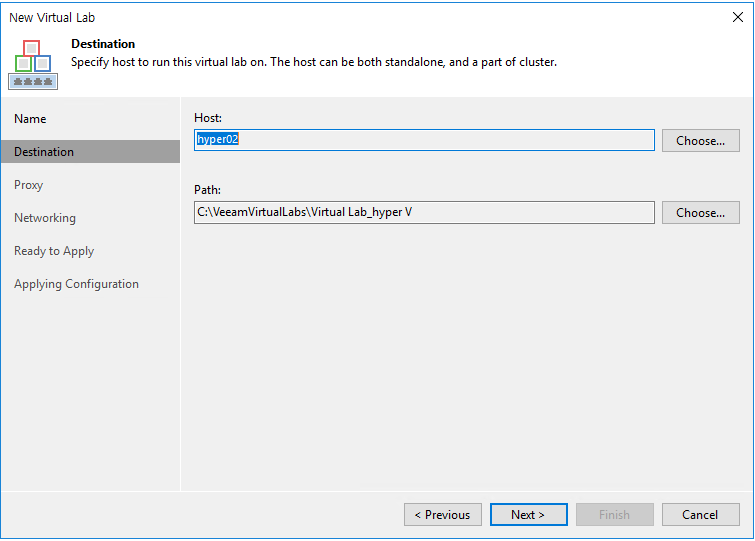 New Virtual Lab
Destination
Specify host to run this virtual lab on. The host can be both standalone, and a part of cluster.
Name
Destination
Proxy
Networking
Ready to Apply
Applying Configuration
Host:
hyper02
Choose...
Path:
C:\VeeamVirtualLabs\Virtual Lab_hyper V
Choose...
< Previous
Next >
Finish
Cancel